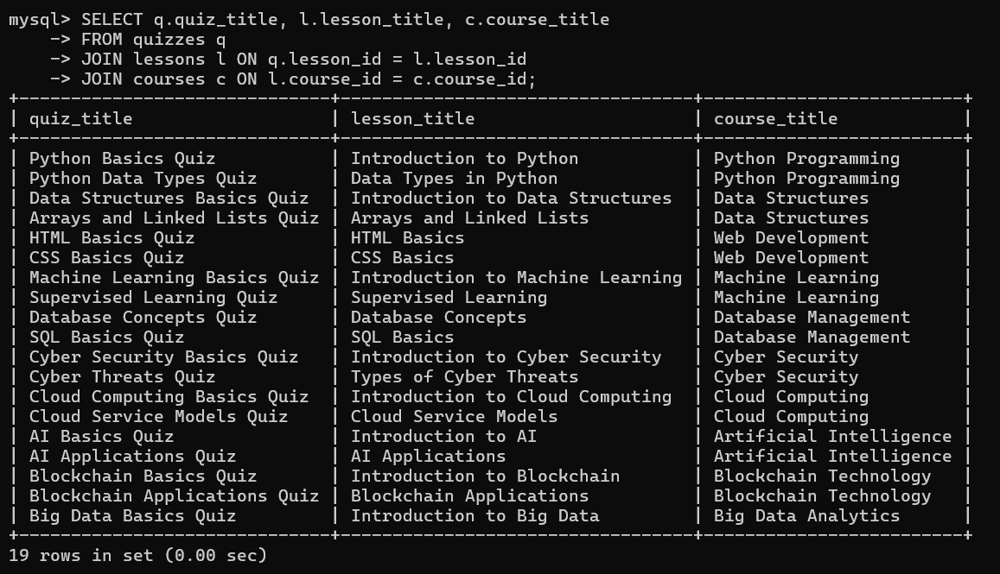 mysql> SELECT q.quiz_title, l.lesson_title, c.course_title
    -> FROM quizzes q
    -> JOIN lessons l ON q.lesson_id = l.lesson_id
    -> JOIN courses c ON l.course_id = c.course_id;
+------------------------------+----------------------------------+-------------------------+
| quiz_title                   | lesson_title                     | course_title            |
+------------------------------+----------------------------------+-------------------------+
| Python Basics Quiz           | Introduction to Python           | Python Programming      |
| Python Data Types Quiz       | Data Types in Python             | Python Programming      |
| Data Structures Basics Quiz  | Introduction to Data Structures  | Data Structures         |
| Arrays and Linked Lists Quiz | Arrays and Linked Lists          | Data Structures         |
| HTML Basics Quiz             | HTML Basics                      | Web Development         |
| CSS Basics Quiz              | CSS Basics                       | Web Development         |
| Machine Learning Basics Quiz | Introduction to Machine Learning | Machine Learning        |
| Supervised Learning Quiz     | Supervised Learning              | Machine Learning        |
| Database Concepts Quiz       | Database Concepts                | Database Management     |
| SQL Basics Quiz              | SQL Basics                       | Database Management     |
| Cyber Security Basics Quiz   | Introduction to Cyber Security   | Cyber Security          |
| Cyber Threats Quiz           | Types of Cyber Threats           | Cyber Security          |
| Cloud Computing Basics Quiz  | Introduction to Cloud Computing  | Cloud Computing         |
| Cloud Service Models Quiz    | Cloud Service Models             | Cloud Computing         |
| AI Basics Quiz               | Introduction to AI               | Artificial Intelligence |
| AI Applications Quiz         | AI Applications                  | Artificial Intelligence |
| Blockchain Basics Quiz       | Introduction to Blockchain       | Blockchain Technology   |
| Blockchain Applications Quiz | Blockchain Applications          | Blockchain Technology   |
| Big Data Basics Quiz         | Introduction to Big Data         | Big Data Analytics      |
+------------------------------+----------------------------------+-------------------------+
19 rows in set (0.00 sec)